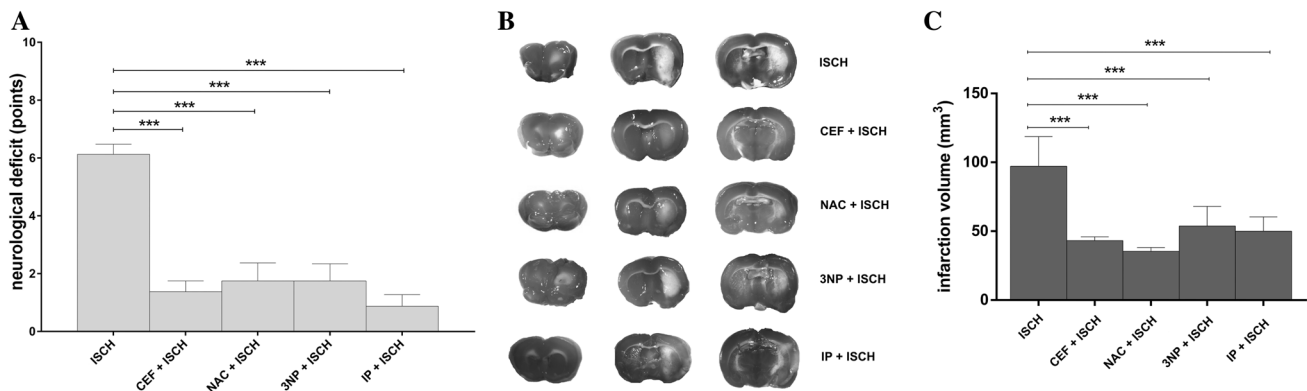 A
neurological deficit (points)
10
8
6
4
2
0
***
***
***
***
ISCH
CEF + ISCH
NAC + ISCH
3NP + ISCH
IP + ISCH
B
ISCH
CEF + ISCH
NAC + ISCH
3NP + ISCH
IP + ISCH
C
infarction volume (mm³)
150
100
50
0
***
***
***
***
ISCH
CEF + ISCH
NAC + ISCH
3NP + ISCH
IP + ISCH